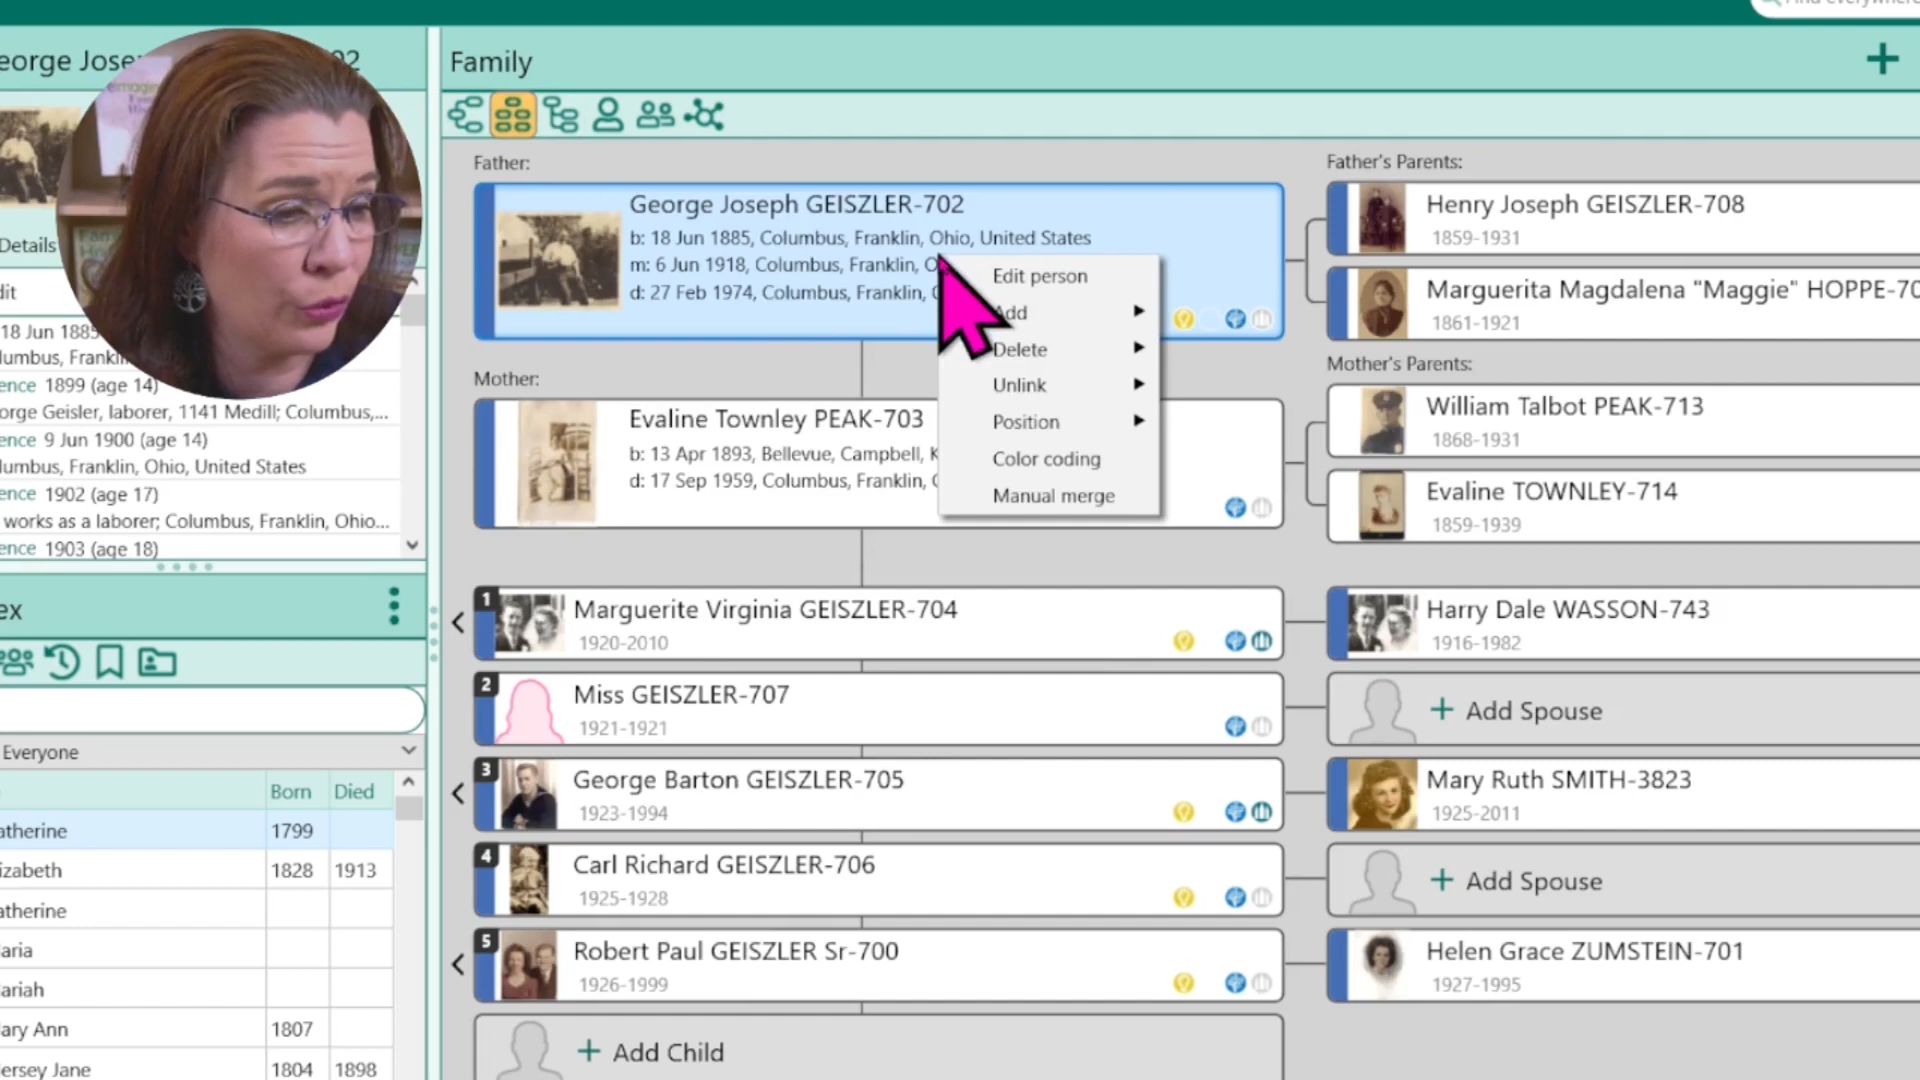 Find everywhere
eorge Jose
02
Details
dit
18 Jun 1885
lumbus, Frankli
ence 1899 (age 14)
orge Geisler, laborer, 1141 Medill; Columbus,...
ence 9 Jun 1900 (age 14)
lumbus, Franklin, Ohio, United States
ence 1902 (age 17)
works as a laborer; Columbus, Franklin, Ohio...
ence 1903 (age 18)
ex
Everyone
Born Died
atherine 1799
izabeth 1828 1913
atherine
aria
ariah
ary Ann 1807
ersey Jane 1804 1898
Family
Father:
George Joseph GEISZLER-702
b: 18 Jun 1885, Columbus, Franklin, Ohio, United States
m: 6 Jun 1918, Columbus, Franklin, O
d: 27 Feb 1974, Columbus, Franklin,
Edit person
Add
Delete
Unlink
Position
Color coding
Manual merge
Mother:
Evaline Townley PEAK-703
b: 13 Apr 1893, Bellevue, Campbell, K
d: 17 Sep 1959, Columbus, Franklin,
Father's Parents:
Henry Joseph GEISZLER-708
1859-1931
Marguerita Magdalena "Maggie" HOPPE-70
1861-1921
Mother's Parents:
William Talbot PEAK-713
1868-1931
Evaline TOWNLEY-714
1859-1939
1
Marguerite Virginia GEISZLER-704
1920-2010
Harry Dale WASSON-743
1916-1982
2
Miss GEISZLER-707
1921-1921
Add Spouse
3
George Barton GEISZLER-705
1923-1994
Mary Ruth SMITH-3823
1925-2011
4
Carl Richard GEISZLER-706
1925-1928
Add Spouse
5
Robert Paul GEISZLER Sr-700
1926-1999
Helen Grace ZUMSTEIN-701
1927-1995
Add Child